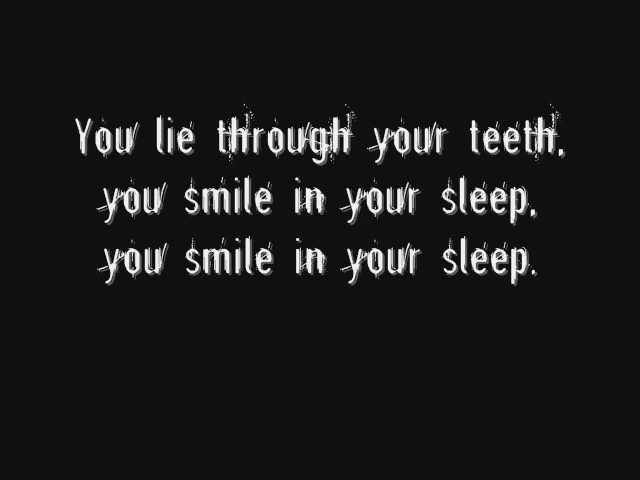 You lie through your teeth,
you smile in your sleep,
you smile in your sleep.